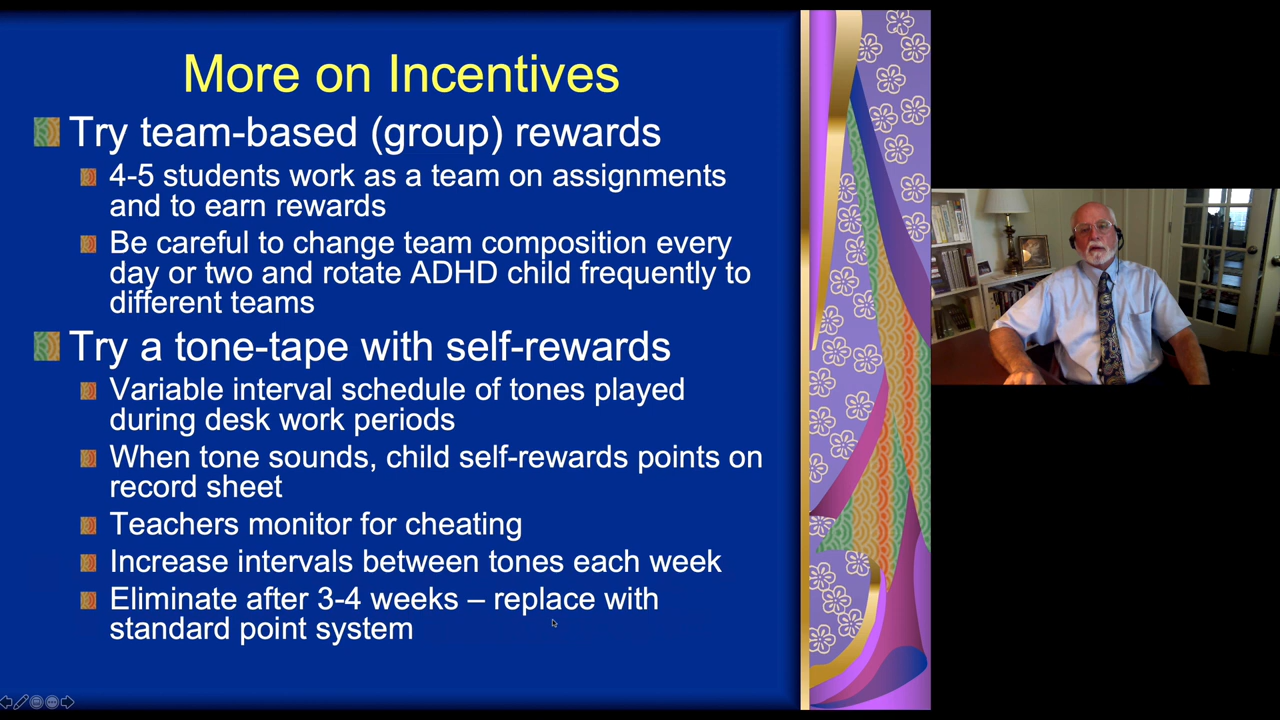 More on Incentives
Try team-based (group) rewards
4-5 students work as a team on assignments
and to earn rewards
Be careful to change team composition every
day or two and rotate ADHD child frequently to
different teams
Try a tone-tape with self-rewards
Variable interval schedule of tones played
during desk work periods
When tone sounds, child self-rewards points on
record sheet
Teachers monitor for cheating
Increase intervals between tones each week
Eliminate after 3-4 weeks – replace with
standard point system